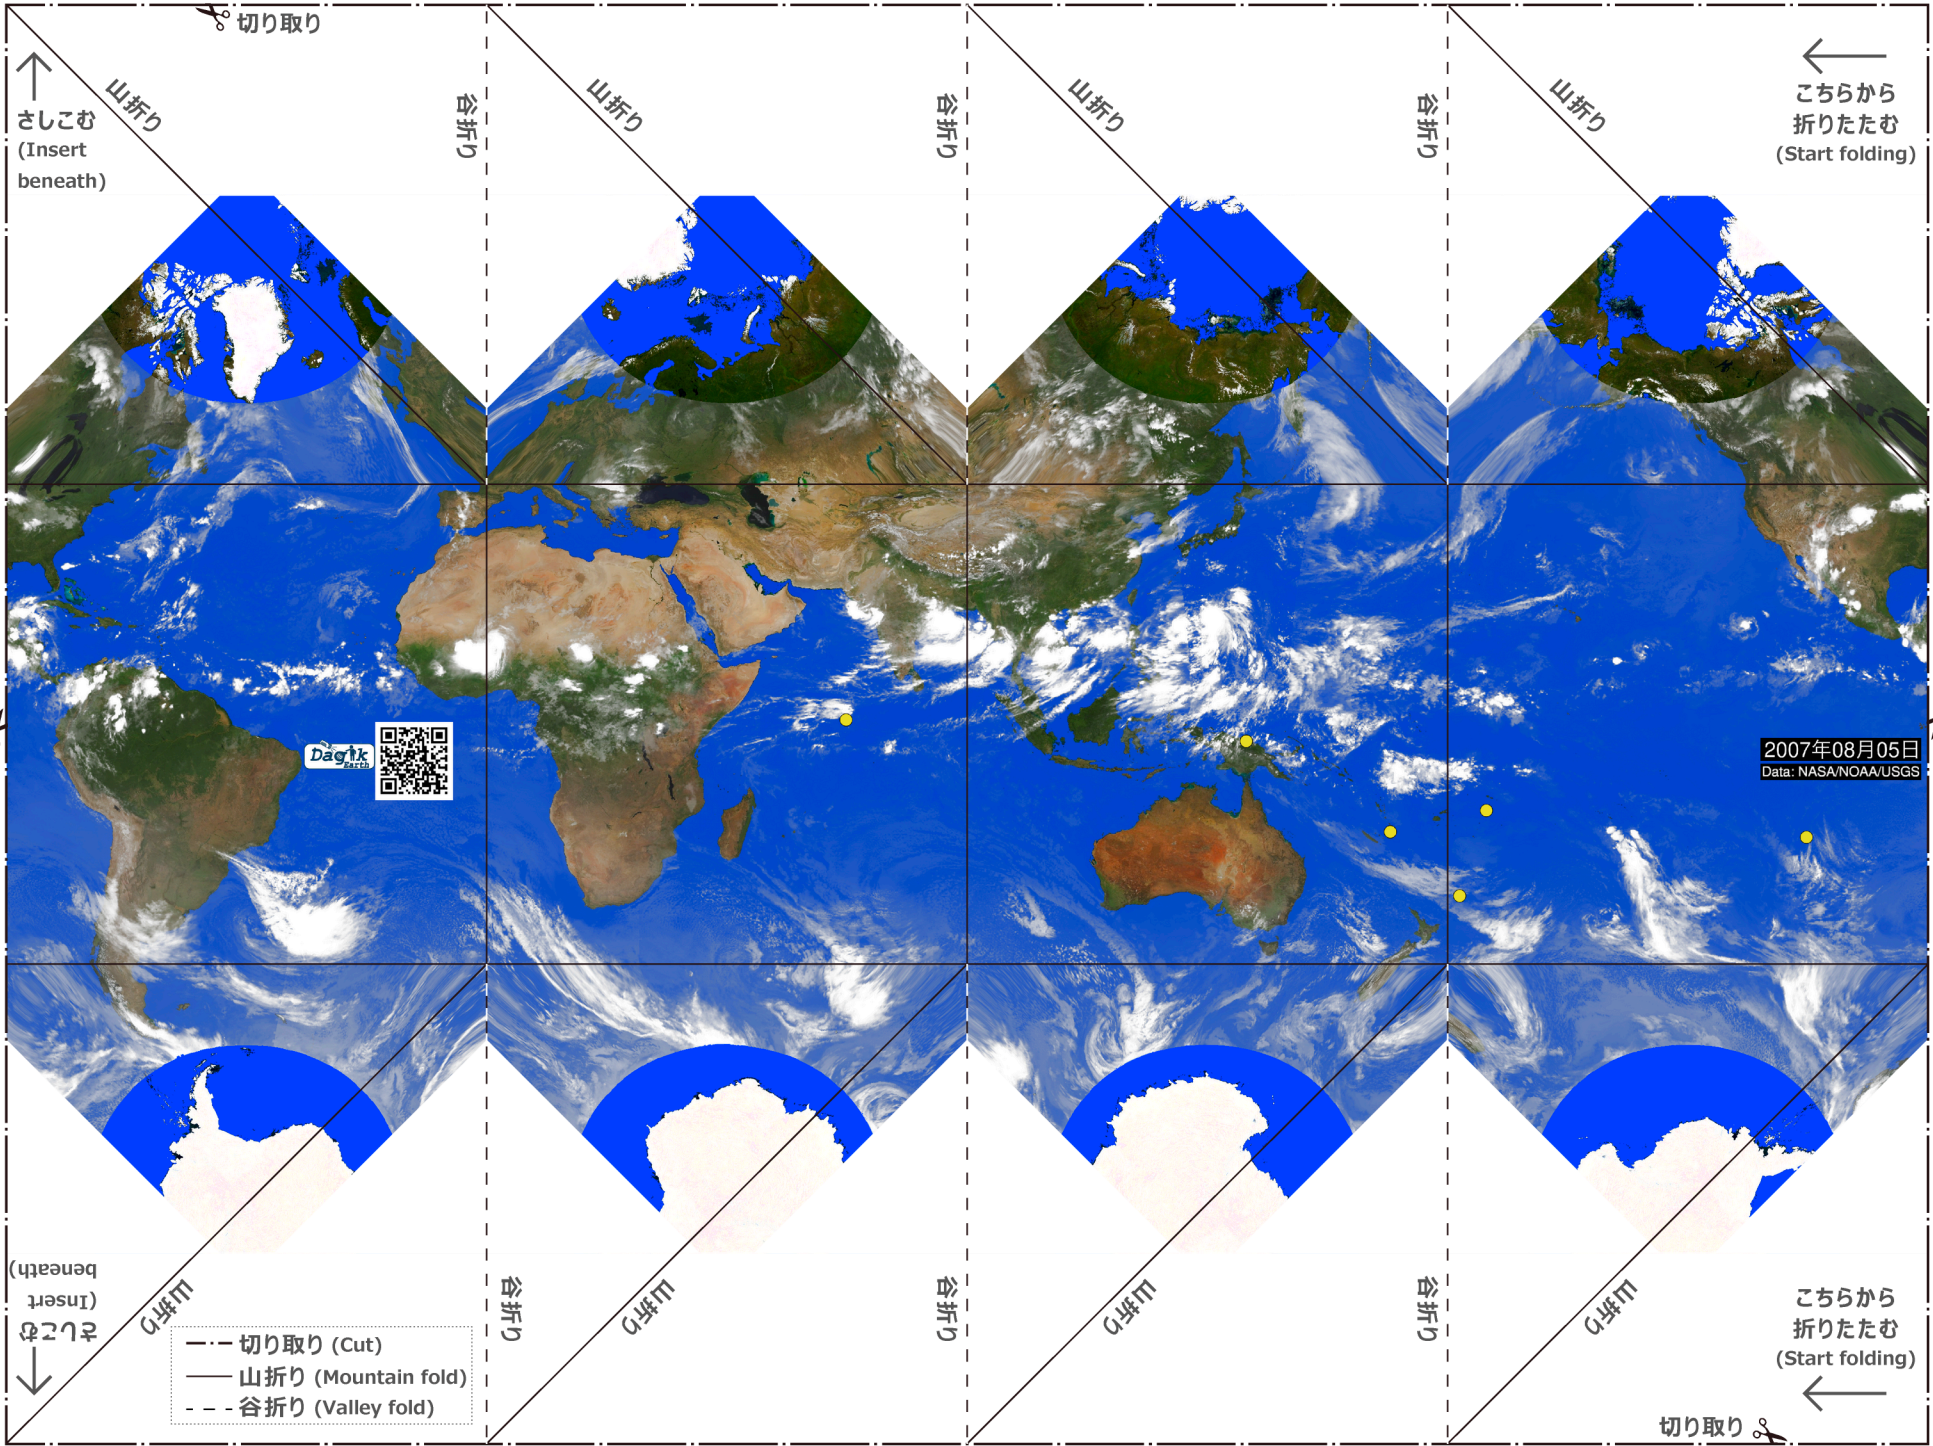 切り取り
さしこむ
(Insert
beneath)
山折り
谷折り
山折り
谷折り
山折り
谷折り
山折り
こちらから
折りたたむ
(Start folding)
Dagik
Earth
2007年08月05日
Data: NASA/NOAA/USGS
さしこむ
(Insert
beneath)
山折り
谷折り
山折り
谷折り
山折り
谷折り
山折り
こちらから
折りたたむ
(Start folding)
切り取り (Cut)
山折り (Mountain fold)
谷折り (Valley fold)
切り取り